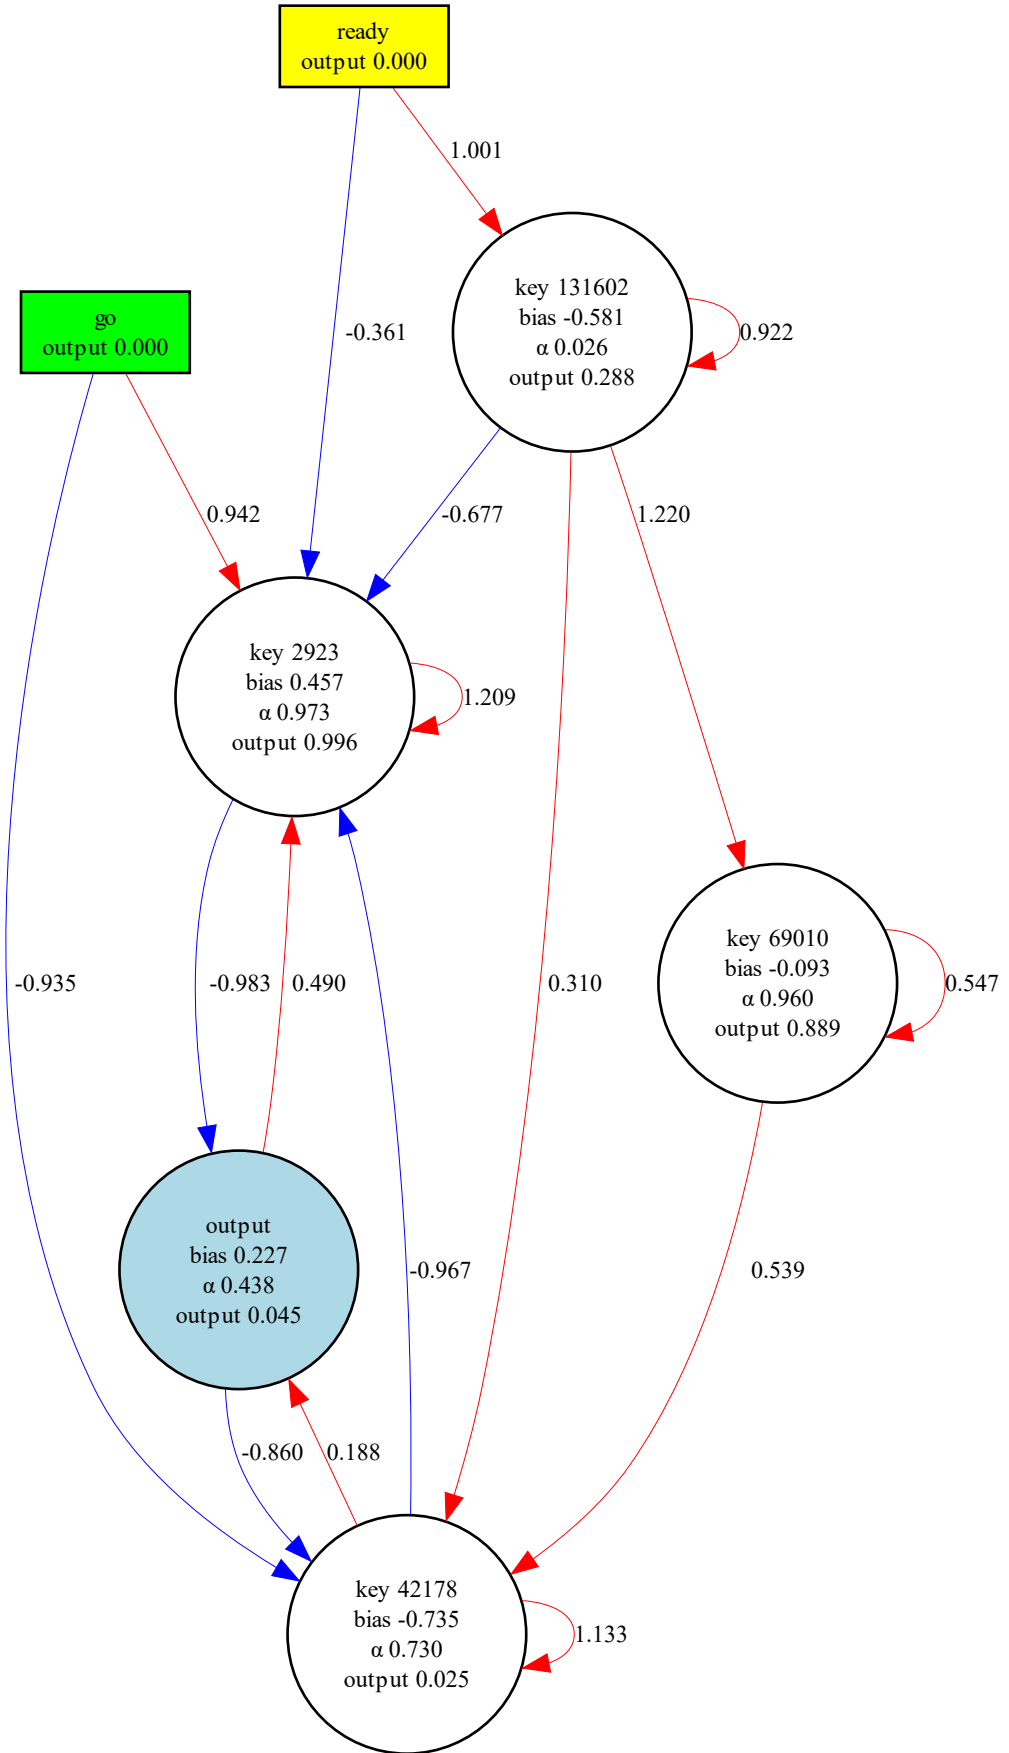 ready
output 0.000
1.001
key 131602
bias -0.581
α 0.026
output 0.288
0.922
go
output 0.000
-0.361
0.942
-0.677
1.220
key 2923
bias 0.457
α 0.973
output 0.996
1.209
key 69010
bias -0.093
α 0.960
output 0.889
0.547
-0.935
-0.983
0.490
0.310
output
bias 0.227
α 0.438
output 0.045
-0.967
0.539
-0.860
0.188
key 42178
bias -0.735
α 0.730
output 0.025
1.133